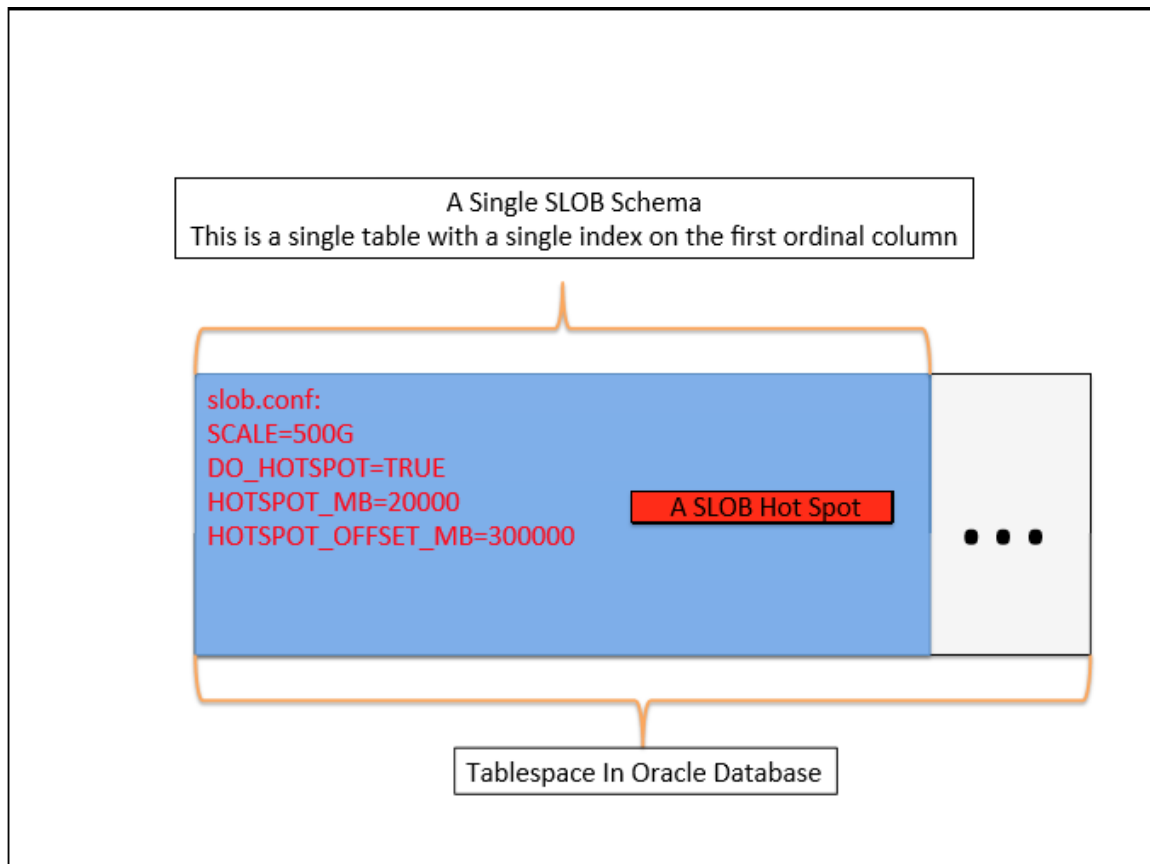 A Single SLOB Schema
This is a single table with a single index on the first ordinal column
slob.conf:
SCALE=500G
DO_HOTSPOT=TRUE
HOTSPOT_MB=20000
HOTSPOT_OFFSET_MB=300000
A SLOB Hot Spot
...
Tablespace In Oracle Database